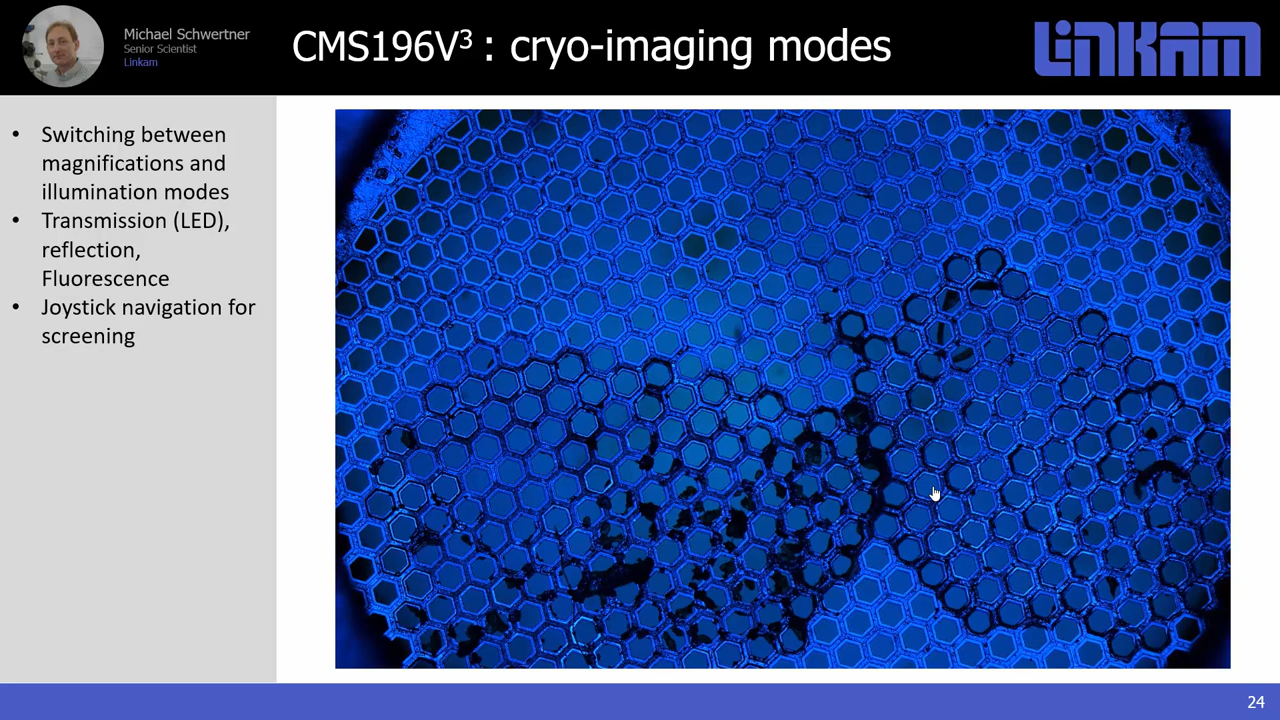 Michael Schwertner
Senior Scientist
Linkam
CMS196V³ : cryo-imaging modes
LINKAM
• Switching between
magnifications and
illumination modes
• Transmission (LED),
reflection,
Fluorescence
• Joystick navigation for
screening
24